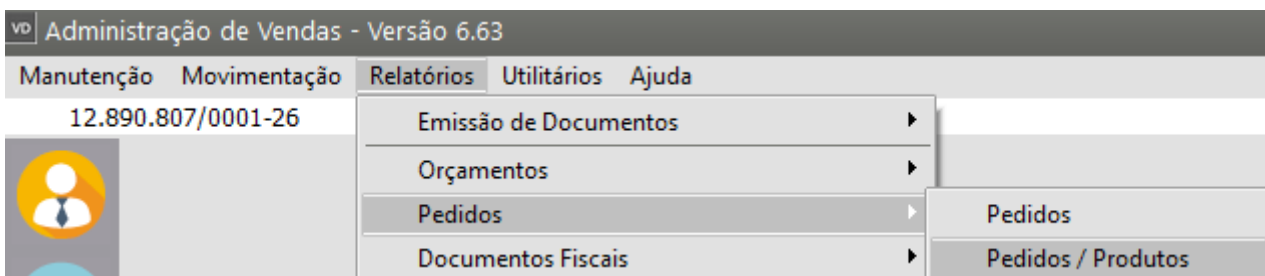 VD Administração de Vendas - Versão 6.63
Manutenção Movimentação Relatórios Utilitários Ajuda
12.890.807/0001-26
Emissão de Documentos
Orçamentos
Pedidos
Pedidos
Documentos Fiscais
Pedidos / Produtos